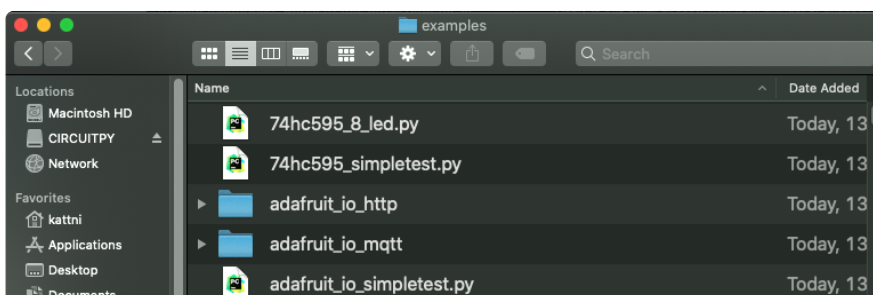 examples
Search
Locations
Macintosh HD
CIRCUITPY
Network
Favorites
kattni
Applications
Desktop
Documents
Name Date Added
74hc595_8_led.py Today, 13
74hc595_simpletest.py Today, 13
adafruit_io_http Today, 13
adafruit_io_mqtt Today, 13
adafruit_io_simpletest.py Today, 13